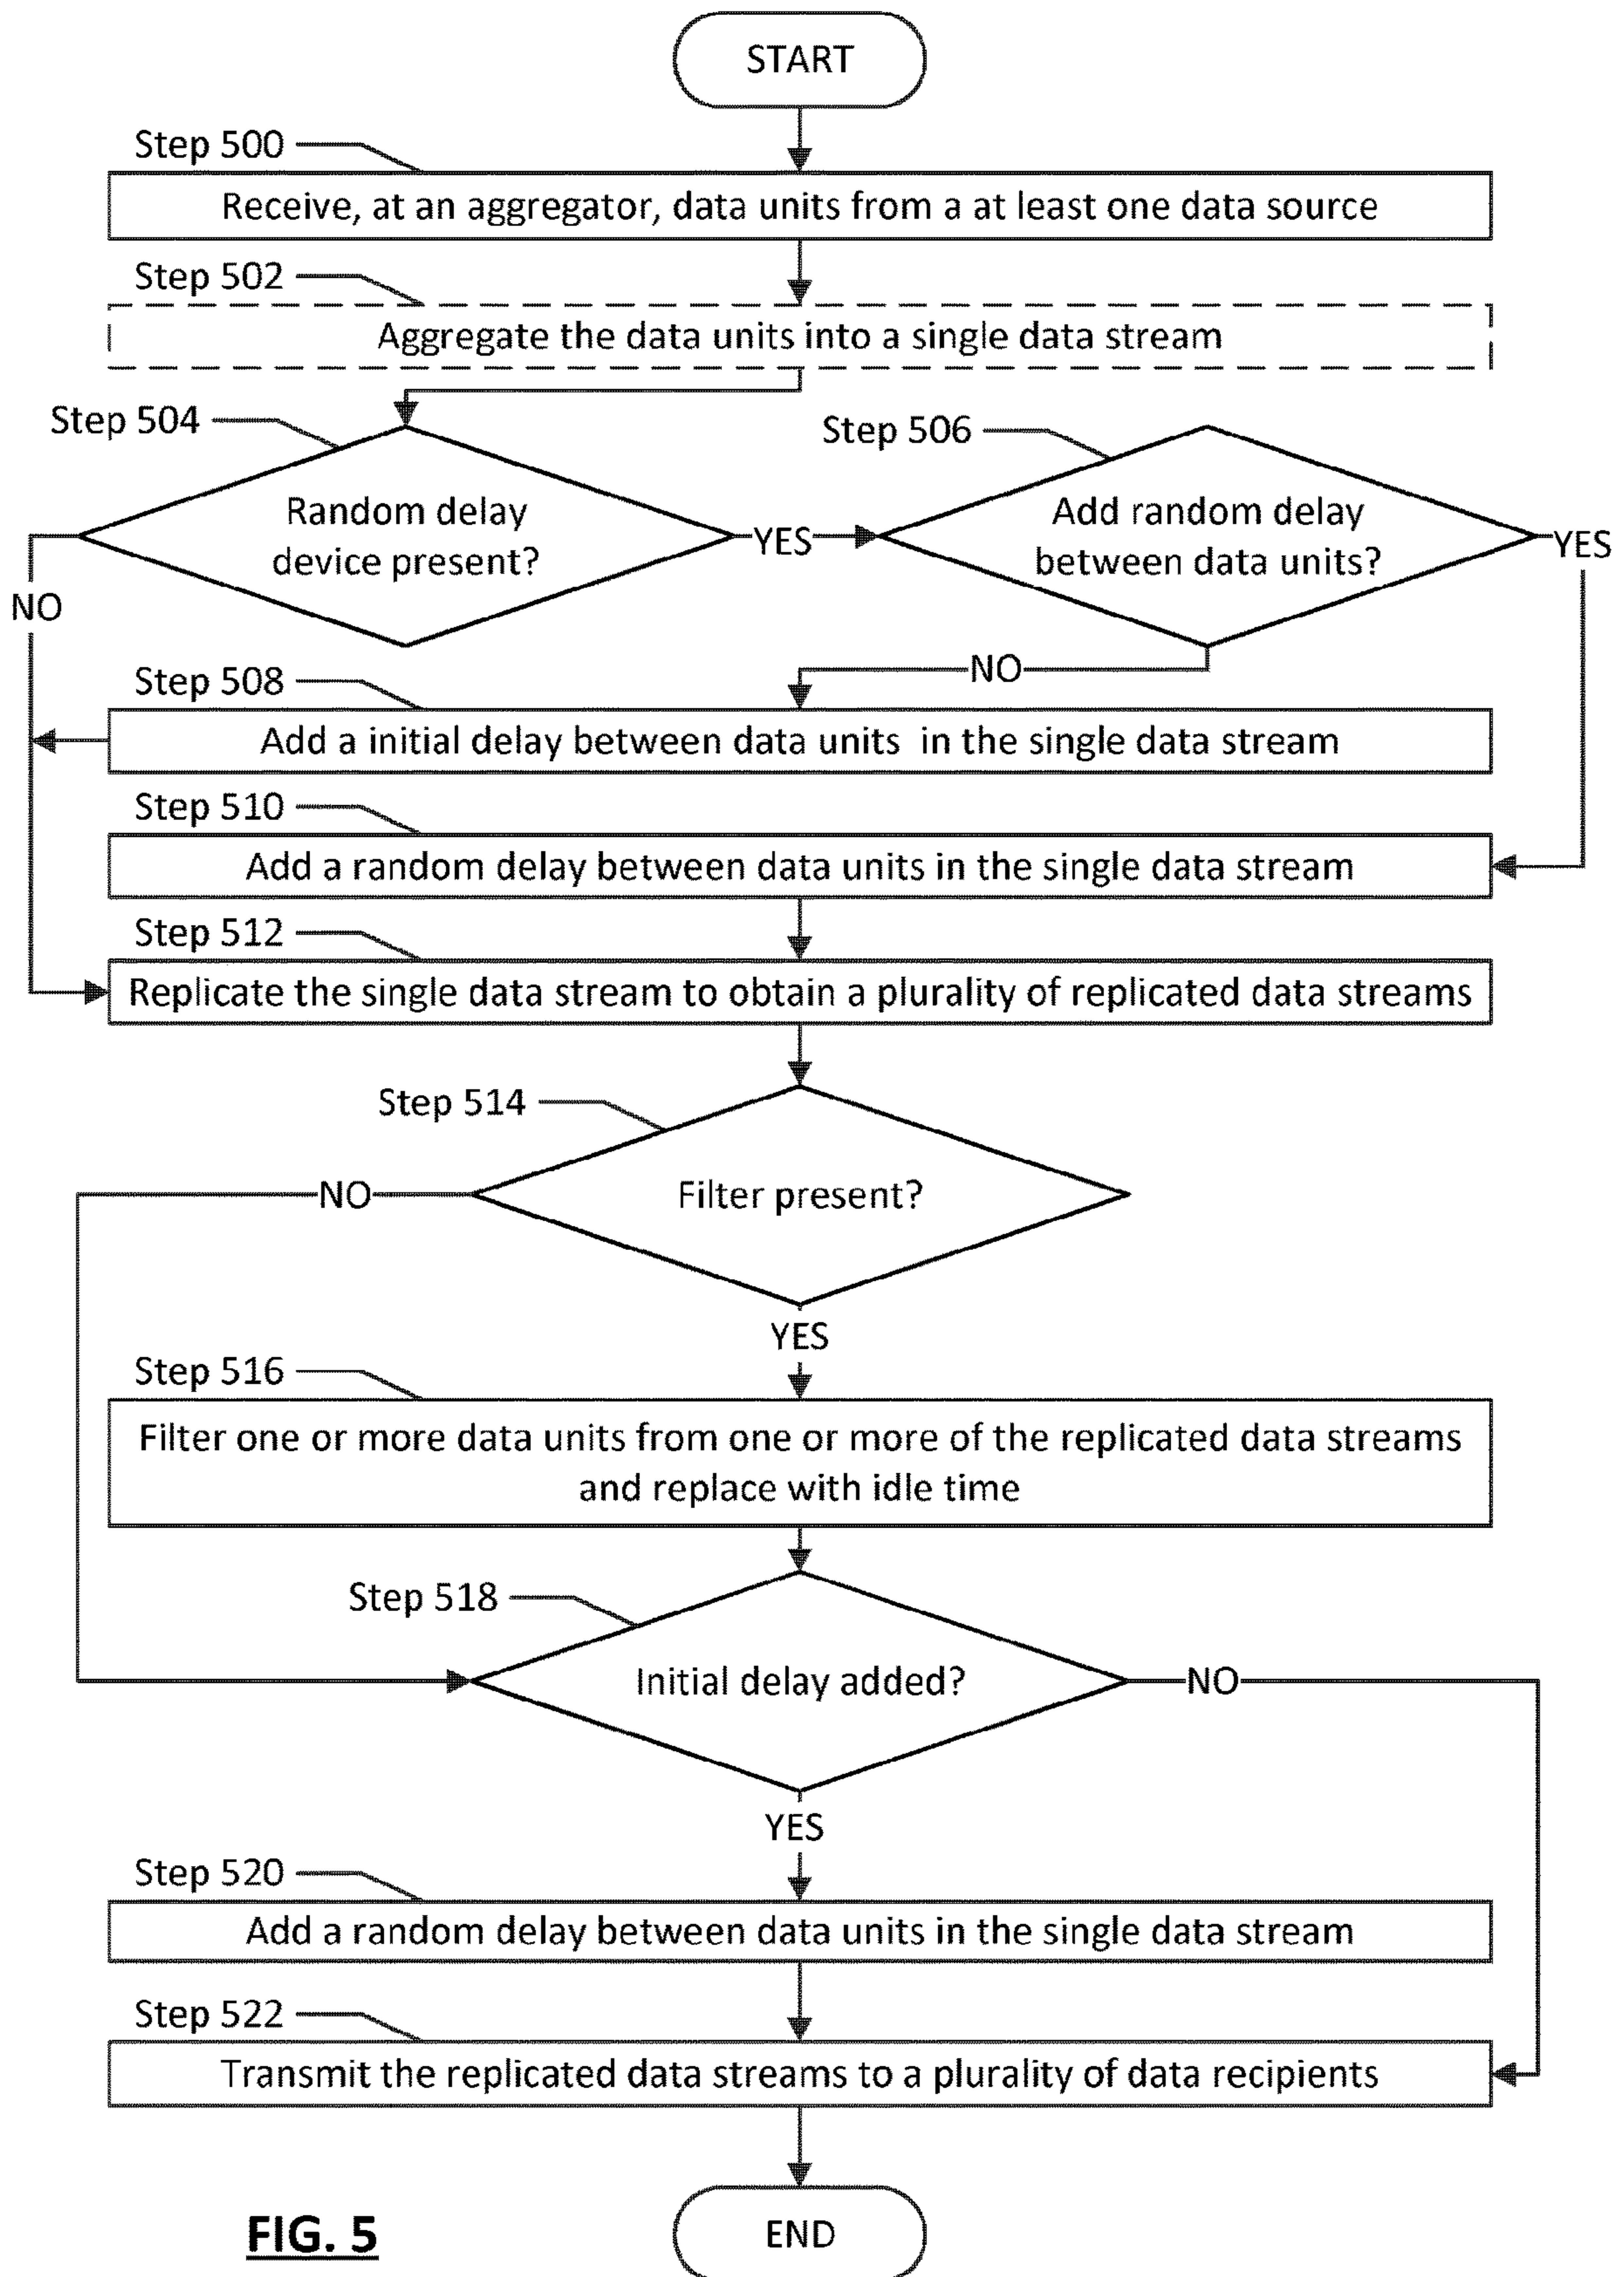 START
Step 500
Receive, at an aggregator, data units from a at least one data source
Step 502
Aggregate the data units into a single data stream
Step 504
Step 506
Random delay
device present?
YES
Add random delay
between data units?
YES
NO
NO
Step 508
Add a initial delay between data units in the single data stream
Step 510
Add a random delay between data units in the single data stream
Step 512
Replicate the single data stream to obtain a plurality of replicated data streams
Step 514
Filter present?
NO
YES
Step 516
Filter one or more data units from one or more of the replicated data streams
and replace with idle time
Step 518
Initial delay added?
NO
YES
Step 520
Add a random delay between data units in the single data stream
Step 522
Transmit the replicated data streams to a plurality of data recipients
END
FIG. 5